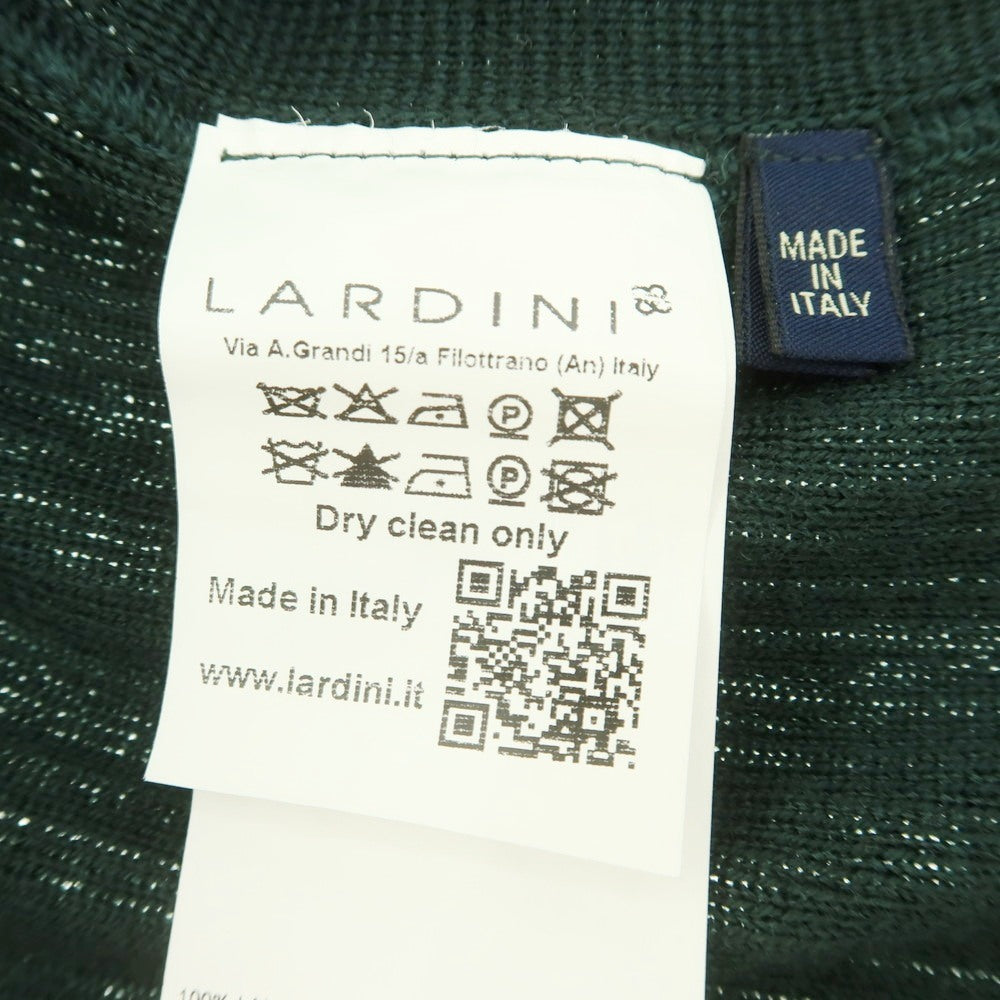 LARDINI
Via A.Grandi 15/a Filottrano (An) Italy
P
P
Dry clean only
Made in Italy
www.lardini.it
MADE
IN
ITALY
100%